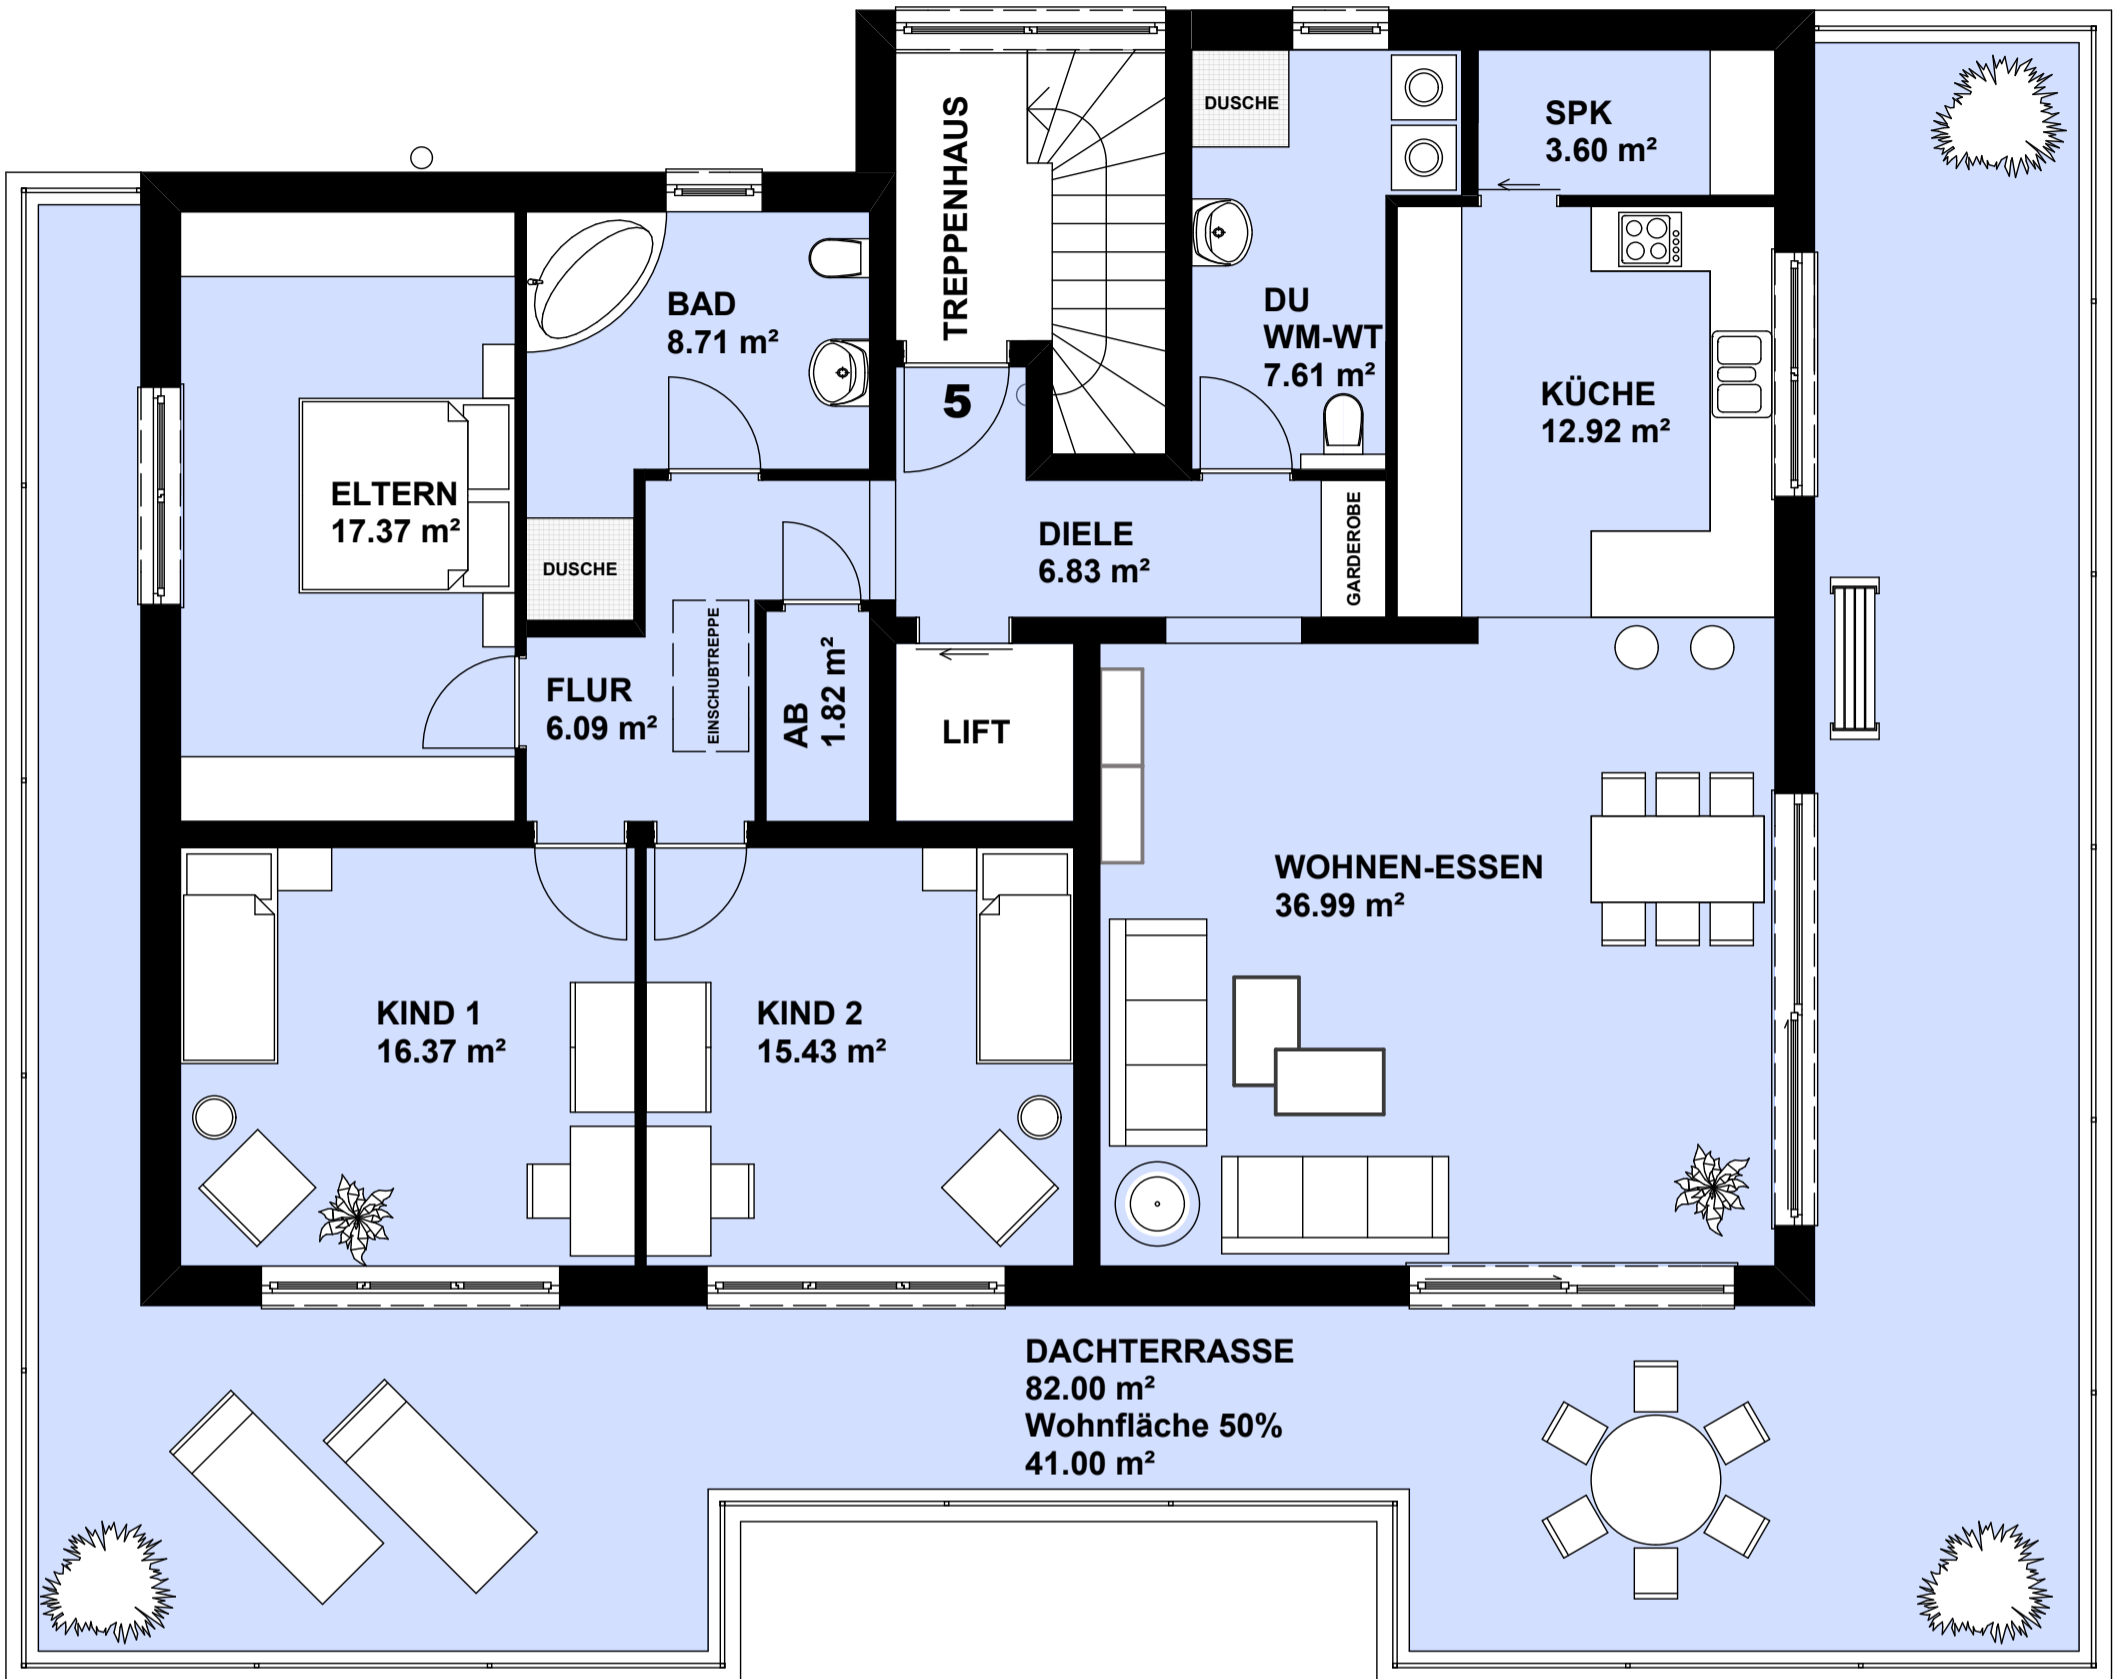 TREPPENHAUS
DUSCHE
SPK
3.60 m²
BAD
8.71 m²
DU
WM-WT
7.61 m²
5
KÜCHE
12.92 m²
ELTERN
17.37 m²
DUSCHE
DIELE
6.83 m²
GARDEROBE
FLUR
6.09 m²
EINSCHUBTREPPE
AB
1.82 m²
LIFT
WOHNEN-ESSEN
36.99 m²
KIND 1
16.37 m²
KIND 2
15.43 m²
DACHTERRASSE
82.00 m²
Wohnfläche 50%
41.00 m²